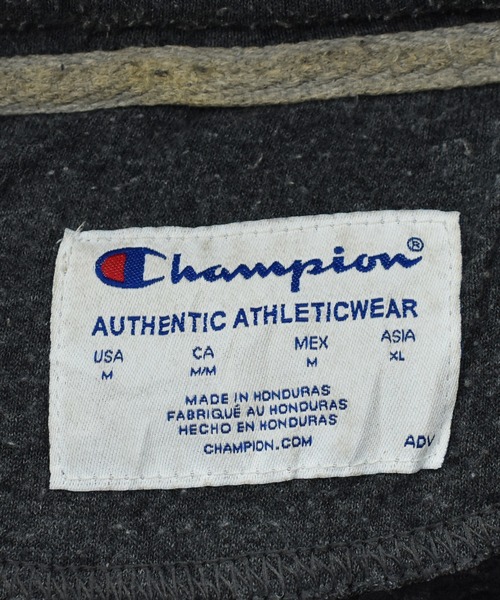 Champion®
AUTHENTIC ATHLETICWEAR
USA CA MEX ASIA
M M/M M XL
MADE IN HONDURAS
FABRIQUÉ AU HONDURAS
HECHO EN HONDURAS
CHAMPION.COM
ADV